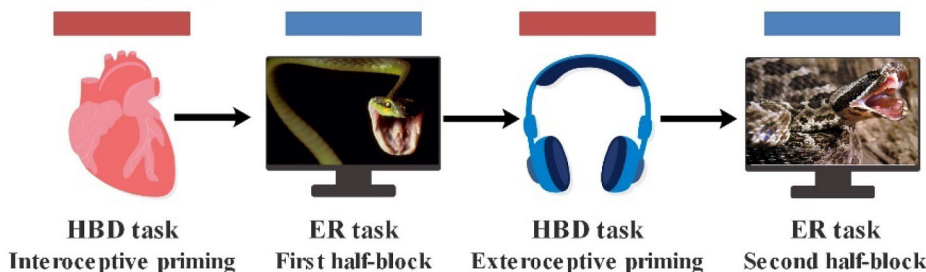 HBD task
Interoceptive priming
ER task
First half-block
HBD task
Exteroceptive priming
ER task
Second half-block